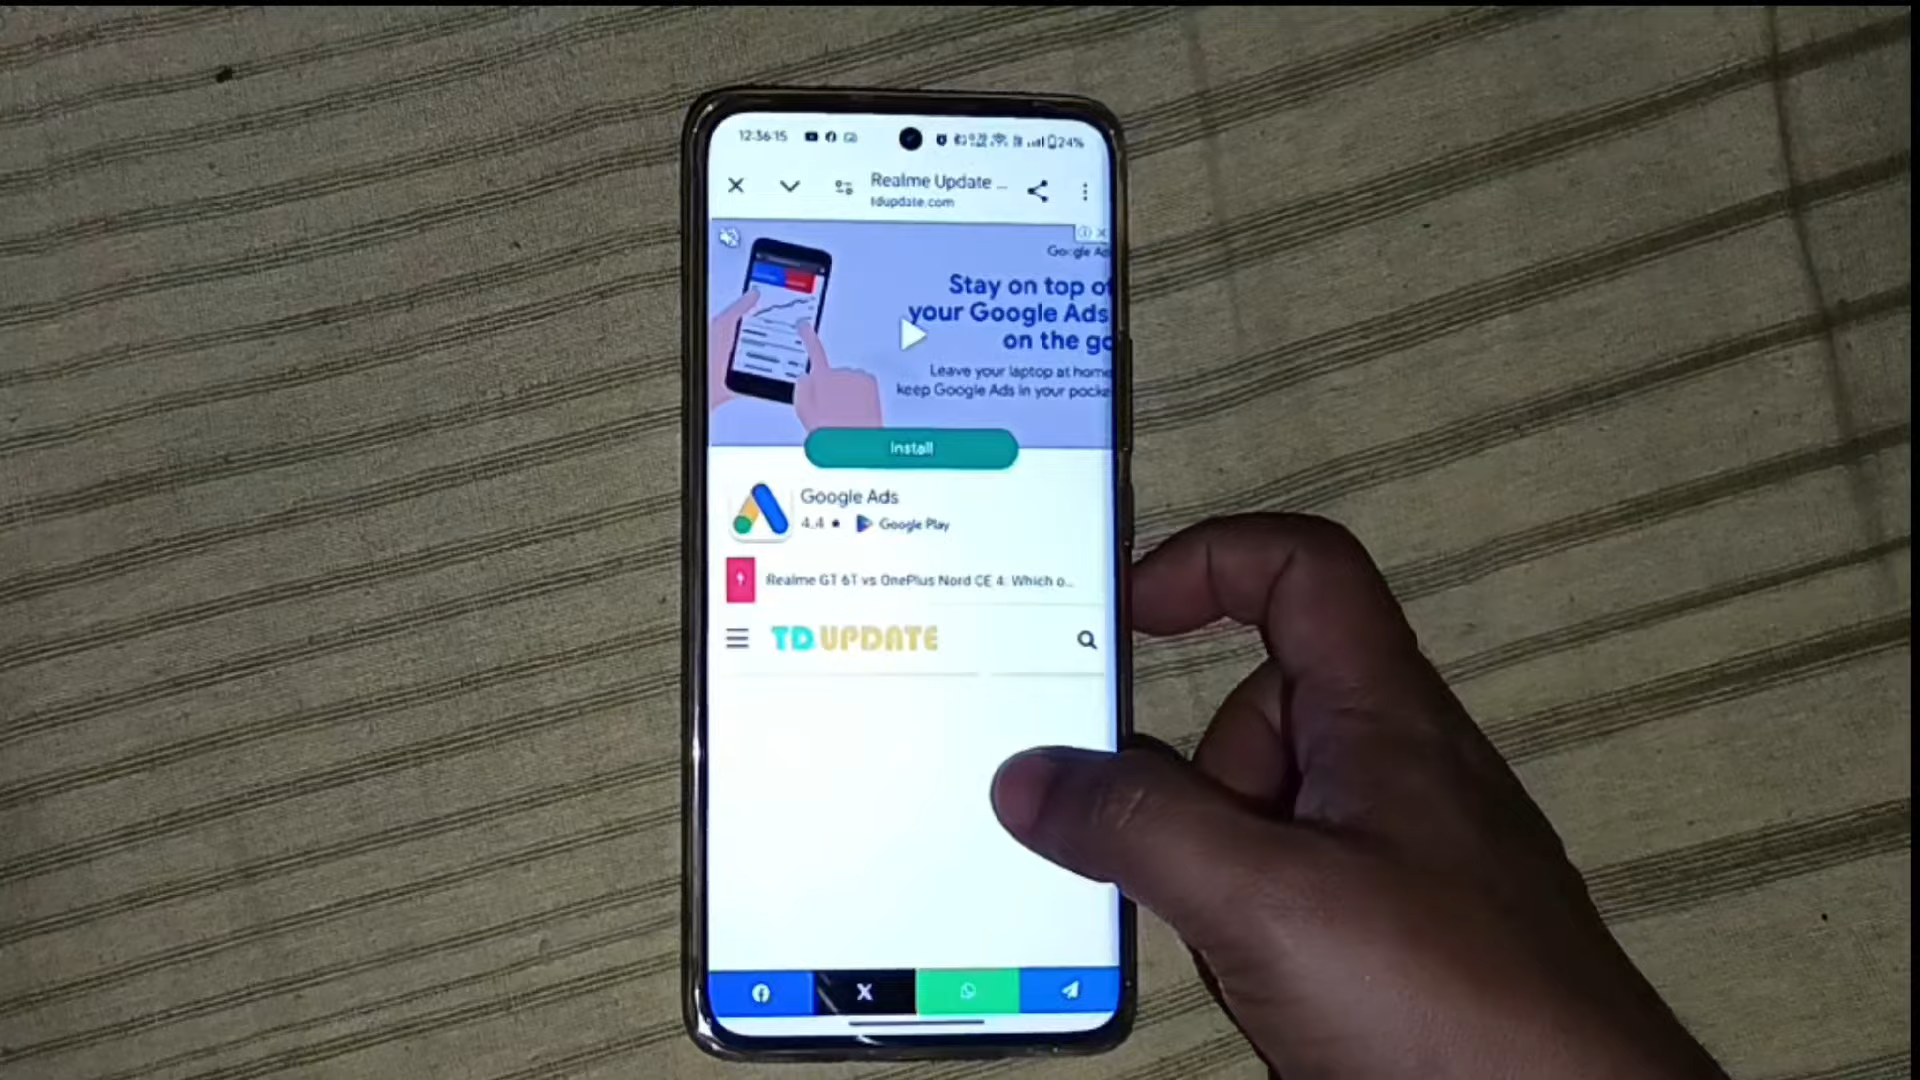 12:36:15
24%
Realme Update ...
tdupdate.com
Google Ad
Stay on top of
your Google Ads
on the go
Leave your laptop at home
keep Google Ads in your pocke
Install
Google Ads
4.4 ★ Google Play
Realme GT 6T vs OnePlus Nord CE 4: Which o...
TD UPDATE